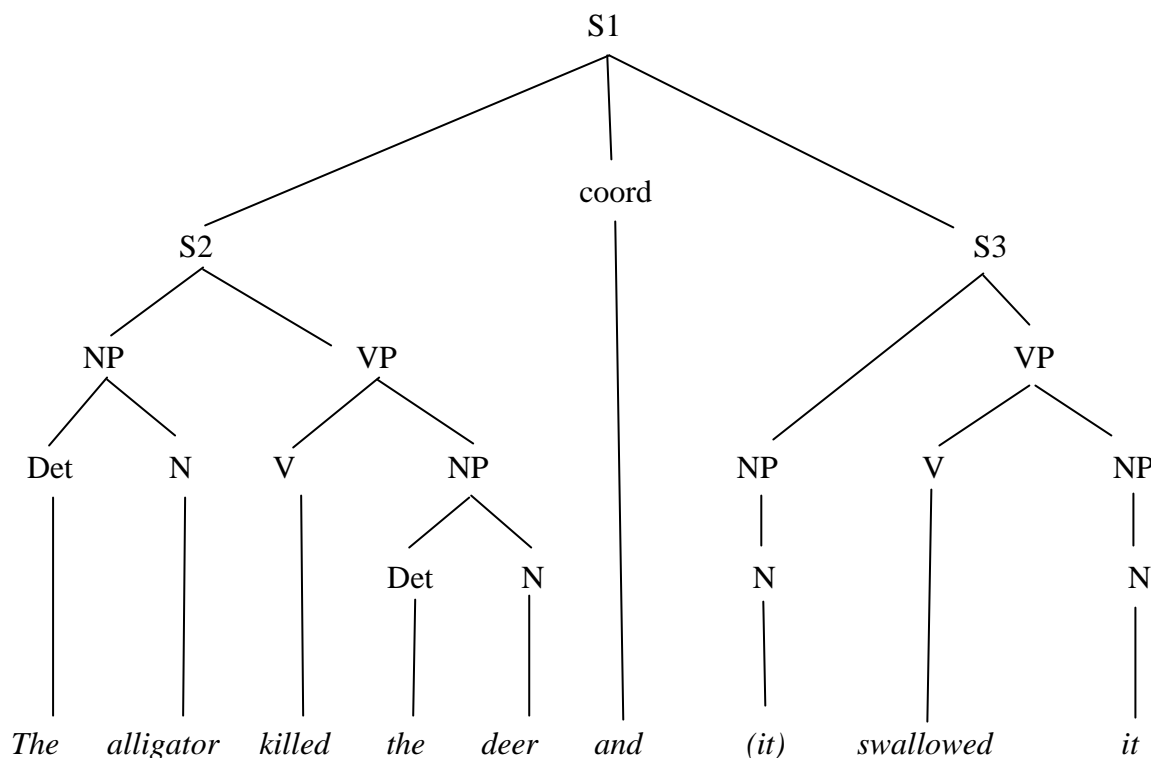 S1
coord
S2 S3
NP VP VP
Det N V NP NP V NP
Det N N N
The alligator killed the deer and (it) swallowed it